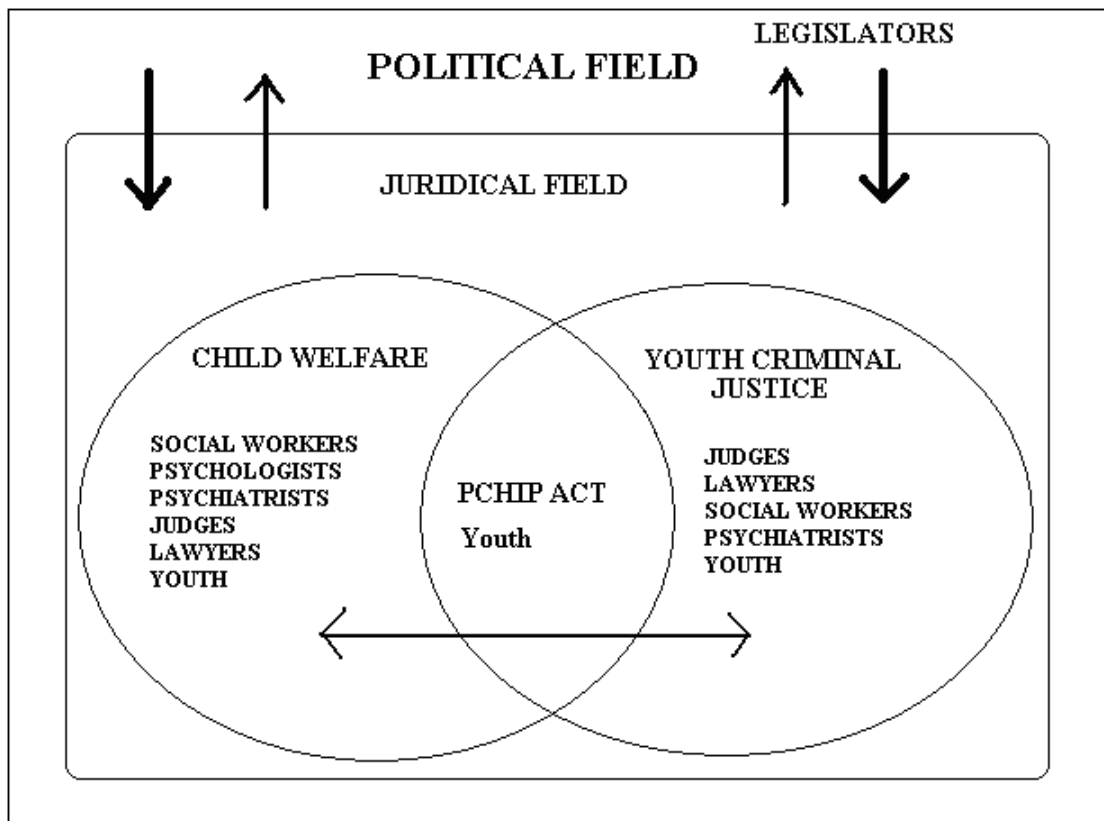 LEGISLATORS
POLITICAL FIELD
JURIDICAL FIELD
CHILD WELFARE
SOCIAL WORKERS
PSYCHOLOGISTS
PSYCHIATRISTS
JUDGES
LAWYERS
YOUTH
PCHIP ACT
Youth
YOUTH CRIMINAL
JUSTICE
JUDGES
LAWYERS
SOCIAL WORKERS
PSYCHIATRISTS
YOUTH